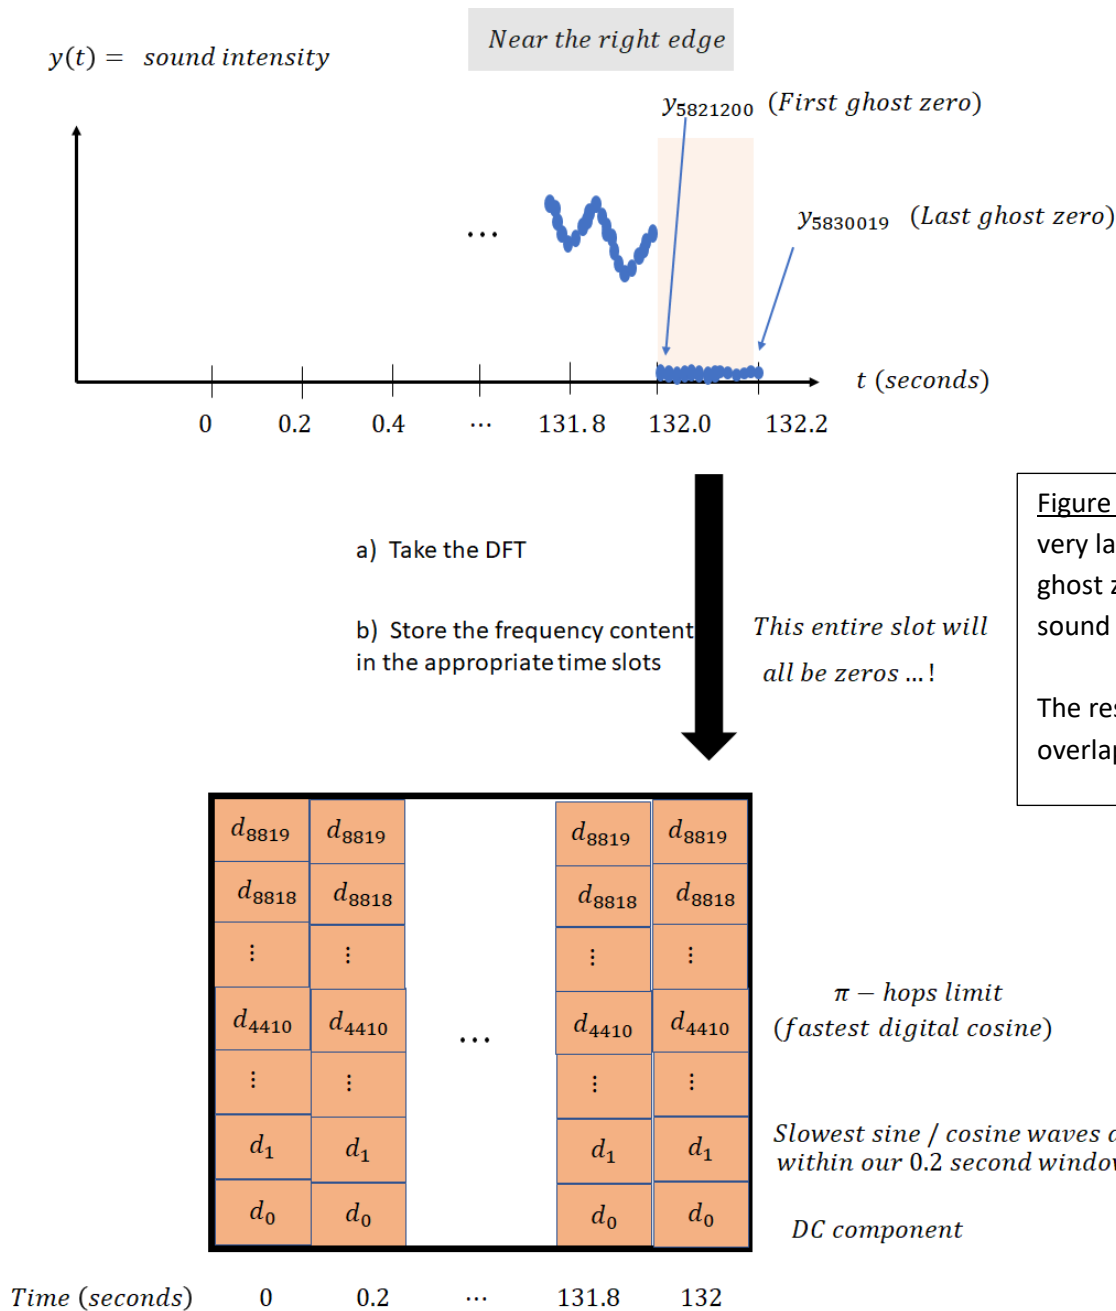 Near the right edge
y(t) = sound intensity
y5821200 (First ghost zero)
y5830019 (Last ghost zero)
...
t (seconds)
0 0.2 0.4 ... 131.8 132.0 132.2
a) Take the DFT
b) Store the frequency content
in the appropriate time slots
This entire slot will
all be zeros ...!
Figure
very la
ghost z
sound
The res
overlap
d8819 d8819 d8819 d8819
d8818 d8818 d8818 d8818
⋮ ⋮ ⋮ ⋮
d4410 d4410 ... d4410 d4410
π − hops limit
(fastest digital cosine)
⋮ ⋮ ⋮ ⋮
d1 d1 d1 d1
Slowest sine / cosine waves
within our 0.2 second window
d0 d0 d0 d0
DC component
Time (seconds) 0 0.2 ... 131.8 132